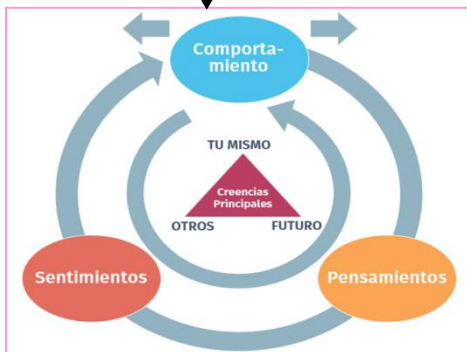 Comporta-
miento
TU MISMO
Creencias
Principales
OTROS
FUTURO
Sentimientos
Pensamientos